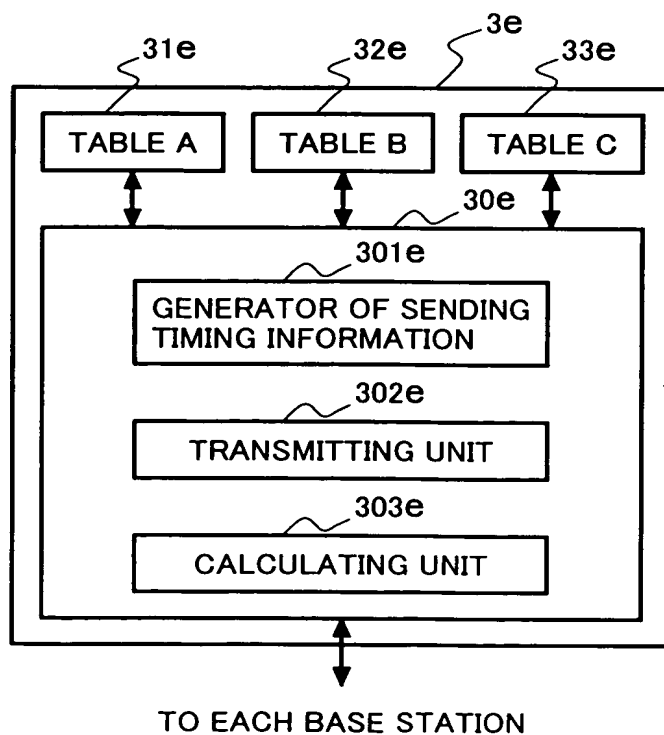 3e
31e
32e
33e
TABLE A
TABLE B
TABLE C
30e
301e
GENERATOR OF SENDING
TIMING INFORMATION
302e
TRANSMITTING UNIT
303e
CALCULATING UNIT
TO EACH BASE STATION